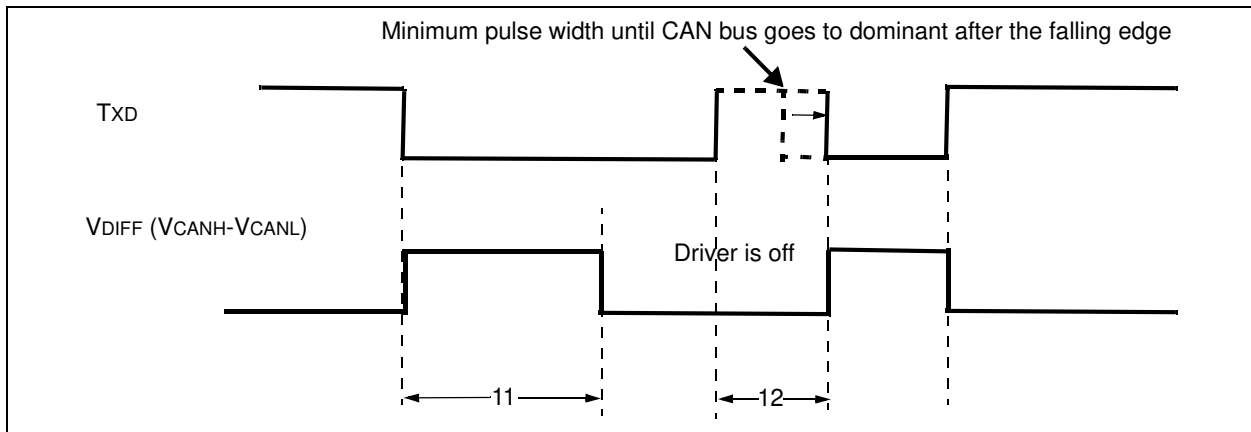 Minimum pulse width until CAN bus goes to dominant after the falling edge
TXD
VDIFF (VCANH-VCANL)
Driver is off
11
12